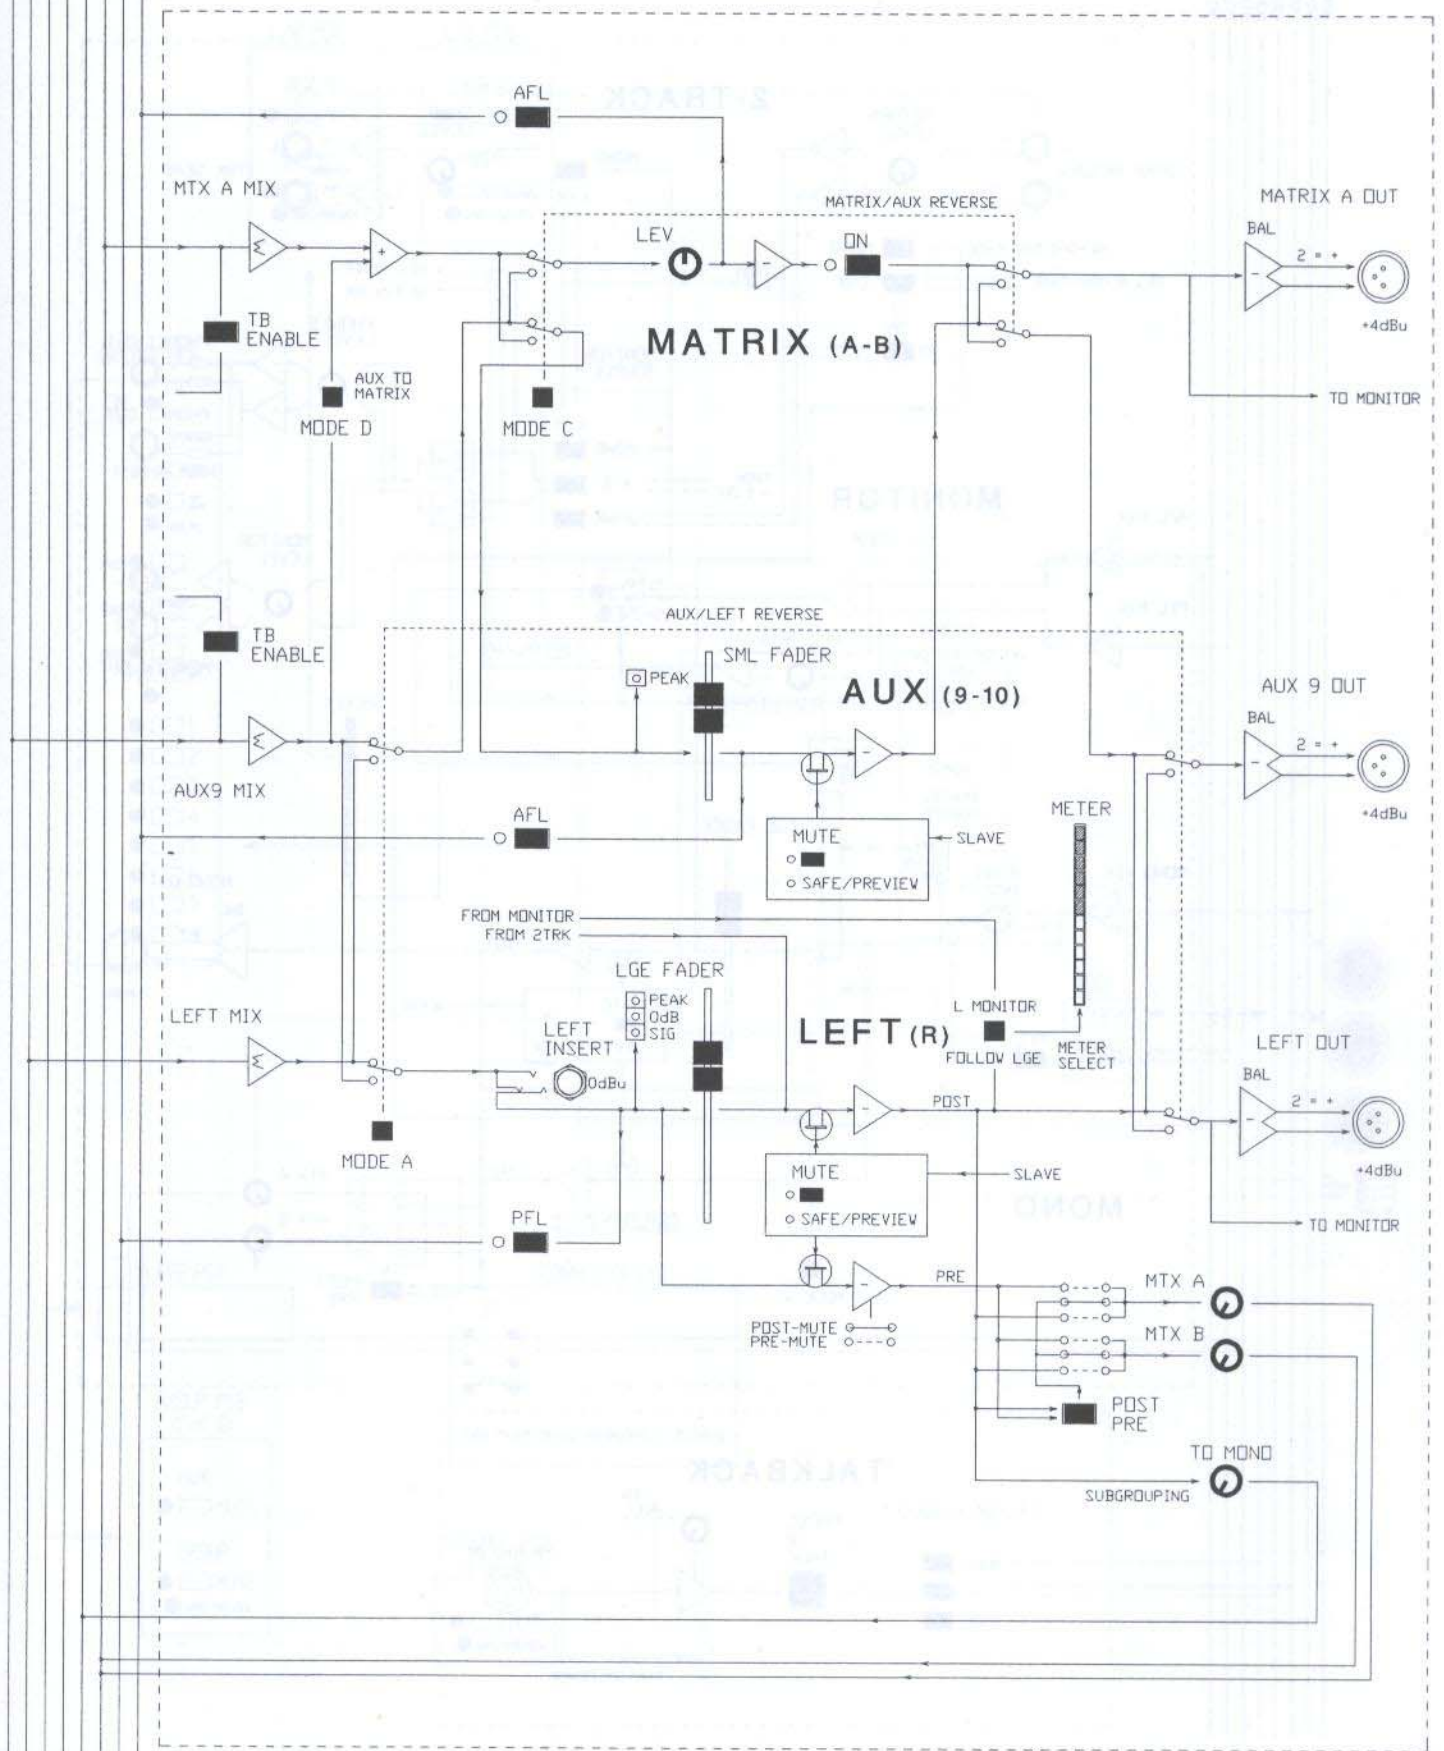 AFL
MTX A MIX
MATRIX/AUX REVERSE
MATRIX A OUT
LEV
ON
BAL
2 = +
+
-
-
Σ
+4dBu
TB
ENABLE
MATRIX (A-B)
AUX TO
MATRIX
MODE D
MODE C
TO MONITOR
AUX/LEFT REVERSE
TB
ENABLE
SML FADER
PEAK
AUX (9-10)
AUX 9 OUT
BAL
2 = +
Σ
-
-
AUX9 MIX
+4dBu
AFL
METER
MUTE
SLAVE
SAFE/PREVIEW
FROM MONITOR
FROM 2TRK
LGE FADER
PEAK
0dB
SIG
LEFT MIX
LEFT
INSERT
0dBu
L MONITOR
LEFT (R)
FOLLOW LGE
METER
SELECT
LEFT OUT
BAL
2 = +
Σ
-
-
POST
MODE A
MUTE
SLAVE
SAFE/PREVIEW
+4dBu
PFL
TO MONITOR
-
PRE
MTX A
POST-MUTE
PRE-MUTE
MTX B
POST
PRE
TO MONO
SUBGROUPING